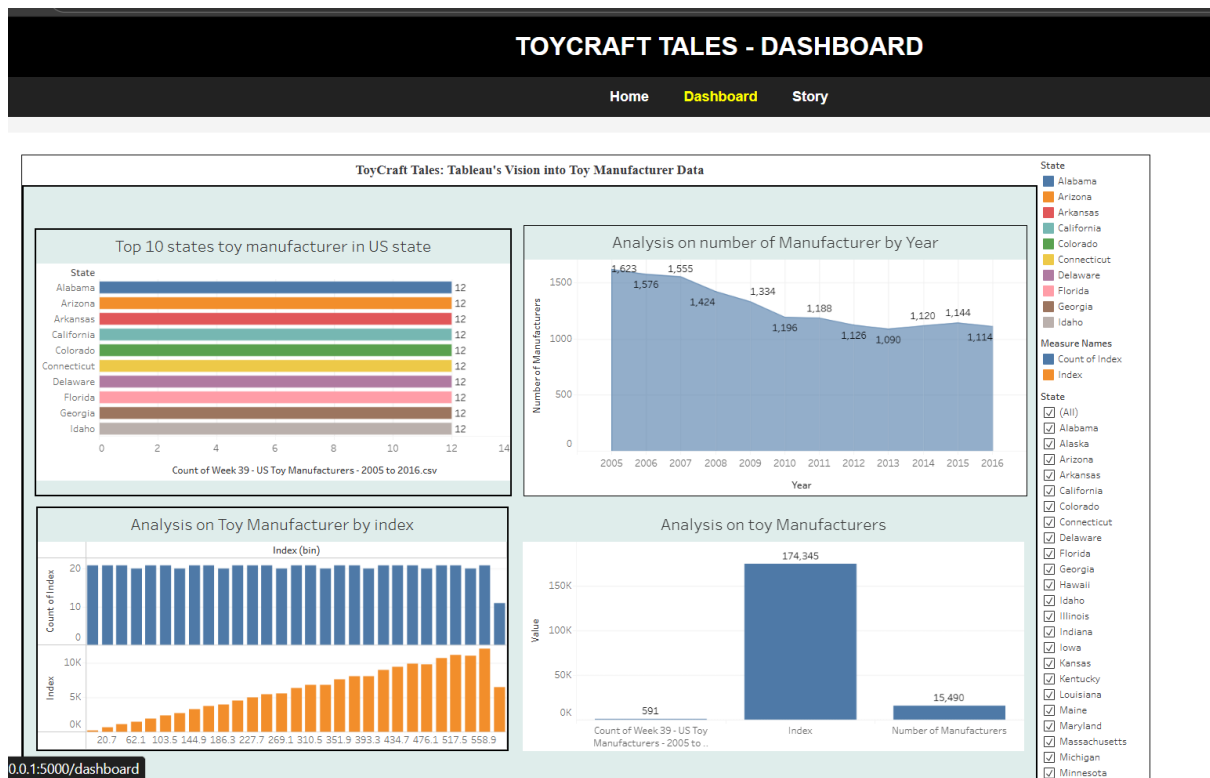 TOYCRAFT TALES - DASHBOARD
Home Dashboard Story
ToyCraft Tales: Tableau's Vision into Toy Manufacturer Data
Top 10 states toy manufacturer in US state
State
Alabama 12
Arizona 12
Arkansas 12
California 12
Colorado 12
Connecticut 12
Delaware 12
Florida 12
Georgia 12
Idaho 12
0 2 4 6 8 10 12 14
Count of Week 39 - US Toy Manufacturers - 2005 to 2016.csv
Analysis on number of Manufacturer by Year
Number of Manufacturers
1500
1000
500
0
1,623 1,576 1,555 1,424 1,334 1,196 1,188 1,126 1,090 1,120 1,144 1,114
2005 2006 2007 2008 2009 2010 2011 2012 2013 2014 2015 2016
Year
Analysis on Toy Manufacturer by index
Index (bin)
Count of Index
20
10
0
Index
10K
5K
0K
20.7 62.1 103.5 144.9 186.3 227.7 269.1 310.5 351.9 393.3 434.7 476.1 517.5 558.9
Analysis on toy Manufacturers
Value
150K
100K
50K
0K
591
174,345
15,490
Count of Week 39 - US Toy
Manufacturers - 2005 to ..
Index
Number of Manufacturers
State
Alabama
Arizona
Arkansas
California
Colorado
Connecticut
Delaware
Florida
Georgia
Idaho
Measure Names
Count of Index
Index
State
(All)
Alabama
Alaska
Arizona
Arkansas
California
Colorado
Connecticut
Delaware
Florida
Georgia
Hawaii
Idaho
Illinois
Indiana
Iowa
Kansas
Kentucky
Louisiana
Maine
Maryland
Massachusetts
Michigan
Minnesota
0.0.1:5000/dashboard